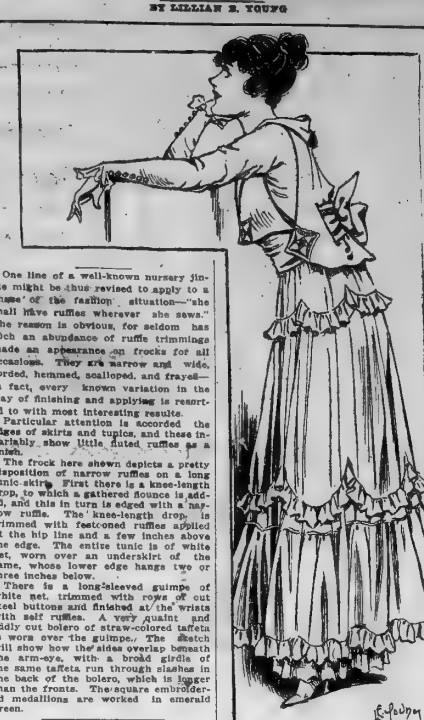 BY LILLIAN E. YOUNG
One line of a well-known nursery jin-
le might be thus revised to apply to a
hase of the fashion situation—"she
hall have ruffles wherever she sews."
he reason is obvious, for seldom has
uch an abundance of ruffle trimmings
ade an appearance on frocks for all
ccasions. They are narrow and wide,
orded, hemmed, scalloped, and frayed—
n fact, every known variation in the
ay of finishing and applying is resort-
d to with most interesting results.
Particular attention is accorded the
dges of skirts and tunics, and these in-
ariably show little fluted ruffles as a
nish.
The frock here shown depicts a pretty
isposition of narrow ruffles on a long
unic skirt. First there is a knee-length
rop, to which a gathered flounce is add-
d, and this in turn is edged with a nar-
ow ruffle. The knee-length drop is
rimmed with festooned ruffles applied
t the hip line and a few inches above
he edge. The entire tunic is of white
et, worn over an underskirt of the
ame, whose lower edge hangs two or
hree inches below.
There is a long-sleeved guimpe of
hite net, trimmed with rows of cut
teel buttons and finished at the wrists
ith self ruffles. A very quaint and
ddly cut bolero of straw-colored taffeta
s worn over the guimpe. The sketch
ill show how the sides overlap beneath
he arm-eye, with a broad girdle of
he same taffeta run through slashes in
he back of the bolero, which is longer
han the fronts. The square embroider-
d medallions are worked in emerald
reen.